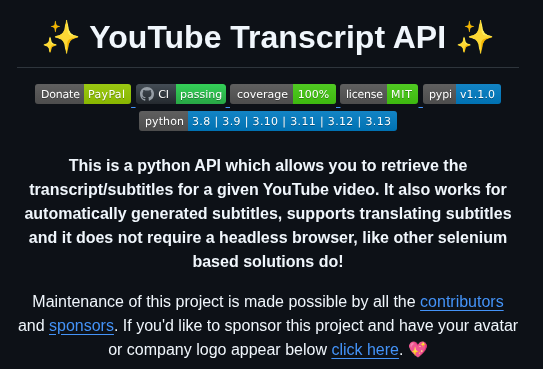 ✨ YouTube Transcript API ✨
Donate PayPal CI passing coverage 100% license MIT pypi v1.1.0
python 3.8 | 3.9 | 3.10 | 3.11 | 3.12 | 3.13
This is a python API which allows you to retrieve the
transcript/subtitles for a given YouTube video. It also works for
automatically generated subtitles, supports translating subtitles
and it does not require a headless browser, like other selenium
based solutions do!
Maintenance of this project is made possible by all the contributors
and sponsors. If you'd like to sponsor this project and have your avatar
or company logo appear below click here. 💖